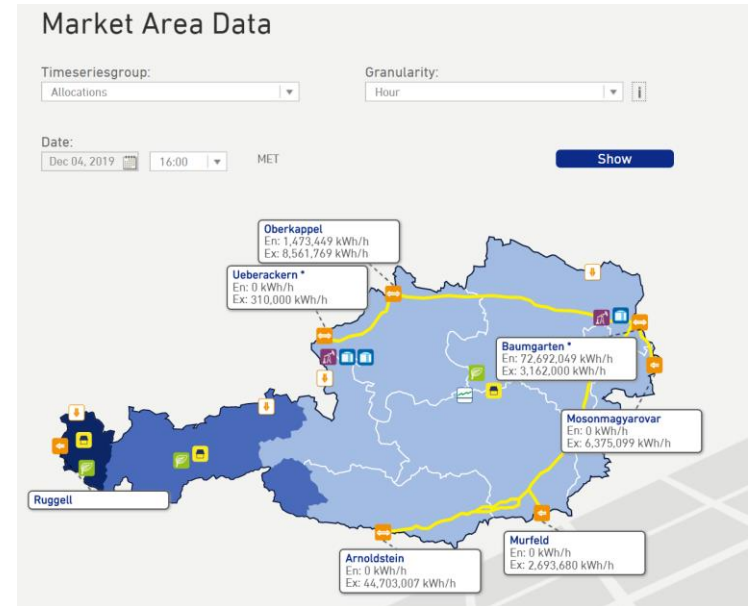 Market Area Data
Timeseriesgroup:
Allocations
Granularity:
Hour
i
Date:
Dec 04, 2019
16:00
MET
Show
Oberkappel
En: 1,473,449 kWh/h
Ex: 8,561,769 kWh/h
Ueberackern *
En: 0 kWh/h
Ex: 310,000 kWh/h
Baumgarten *
En: 72,692,049 kWh/h
Ex: 3,162,000 kWh/h
Mosonmagyarovar
En: 0 kWh/h
Ex: 6,375,099 kWh/h
Ruggell
Murfeld
En: 0 kWh/h
Ex: 2,693,680 kWh/h
Arnoldstein
En: 0 kWh/h
Ex: 44,703,007 kWh/h